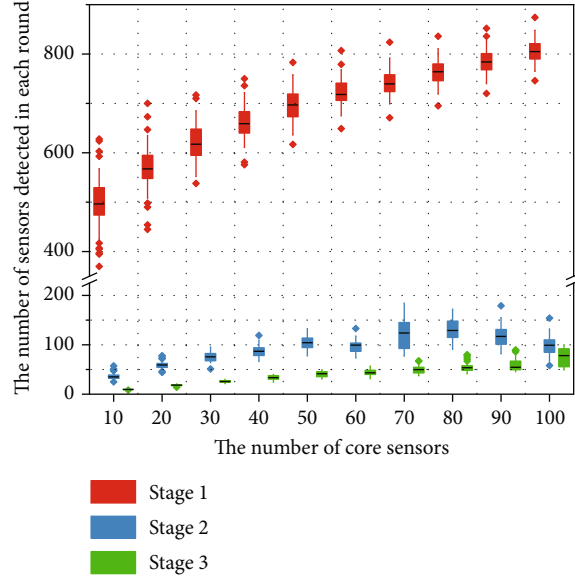 The number of sensors detected in each round
800
600
400
200
100
0
10 20 30 40 50 60 70 80 90 100
The number of core sensors
Stage 1
Stage 2
Stage 3